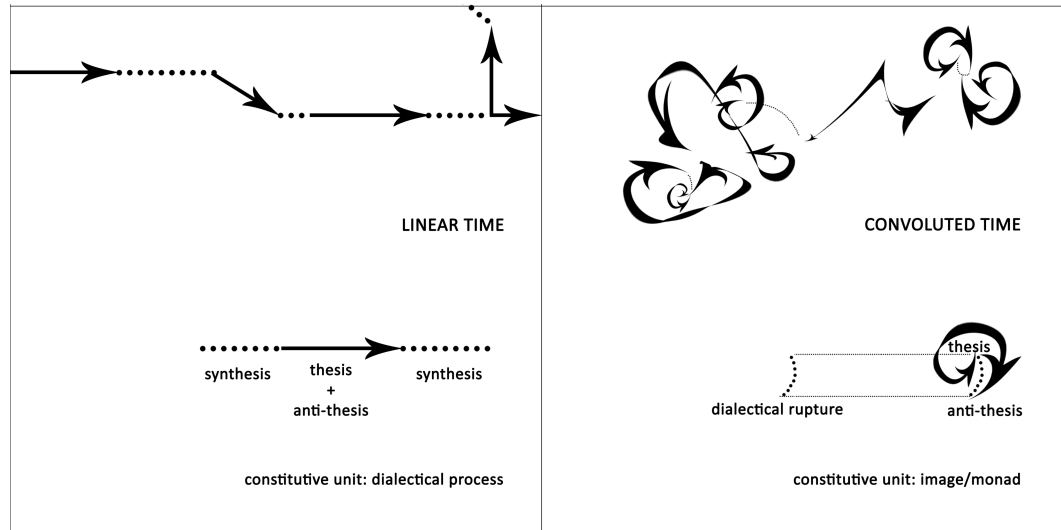 LINEAR TIME
synthesis
thesis
+
anti-thesis
synthesis
constitutive unit: dialectical process
CONVOLUTED TIME
thesis
dialectical rupture
anti-thesis
constitutive unit: image/monad